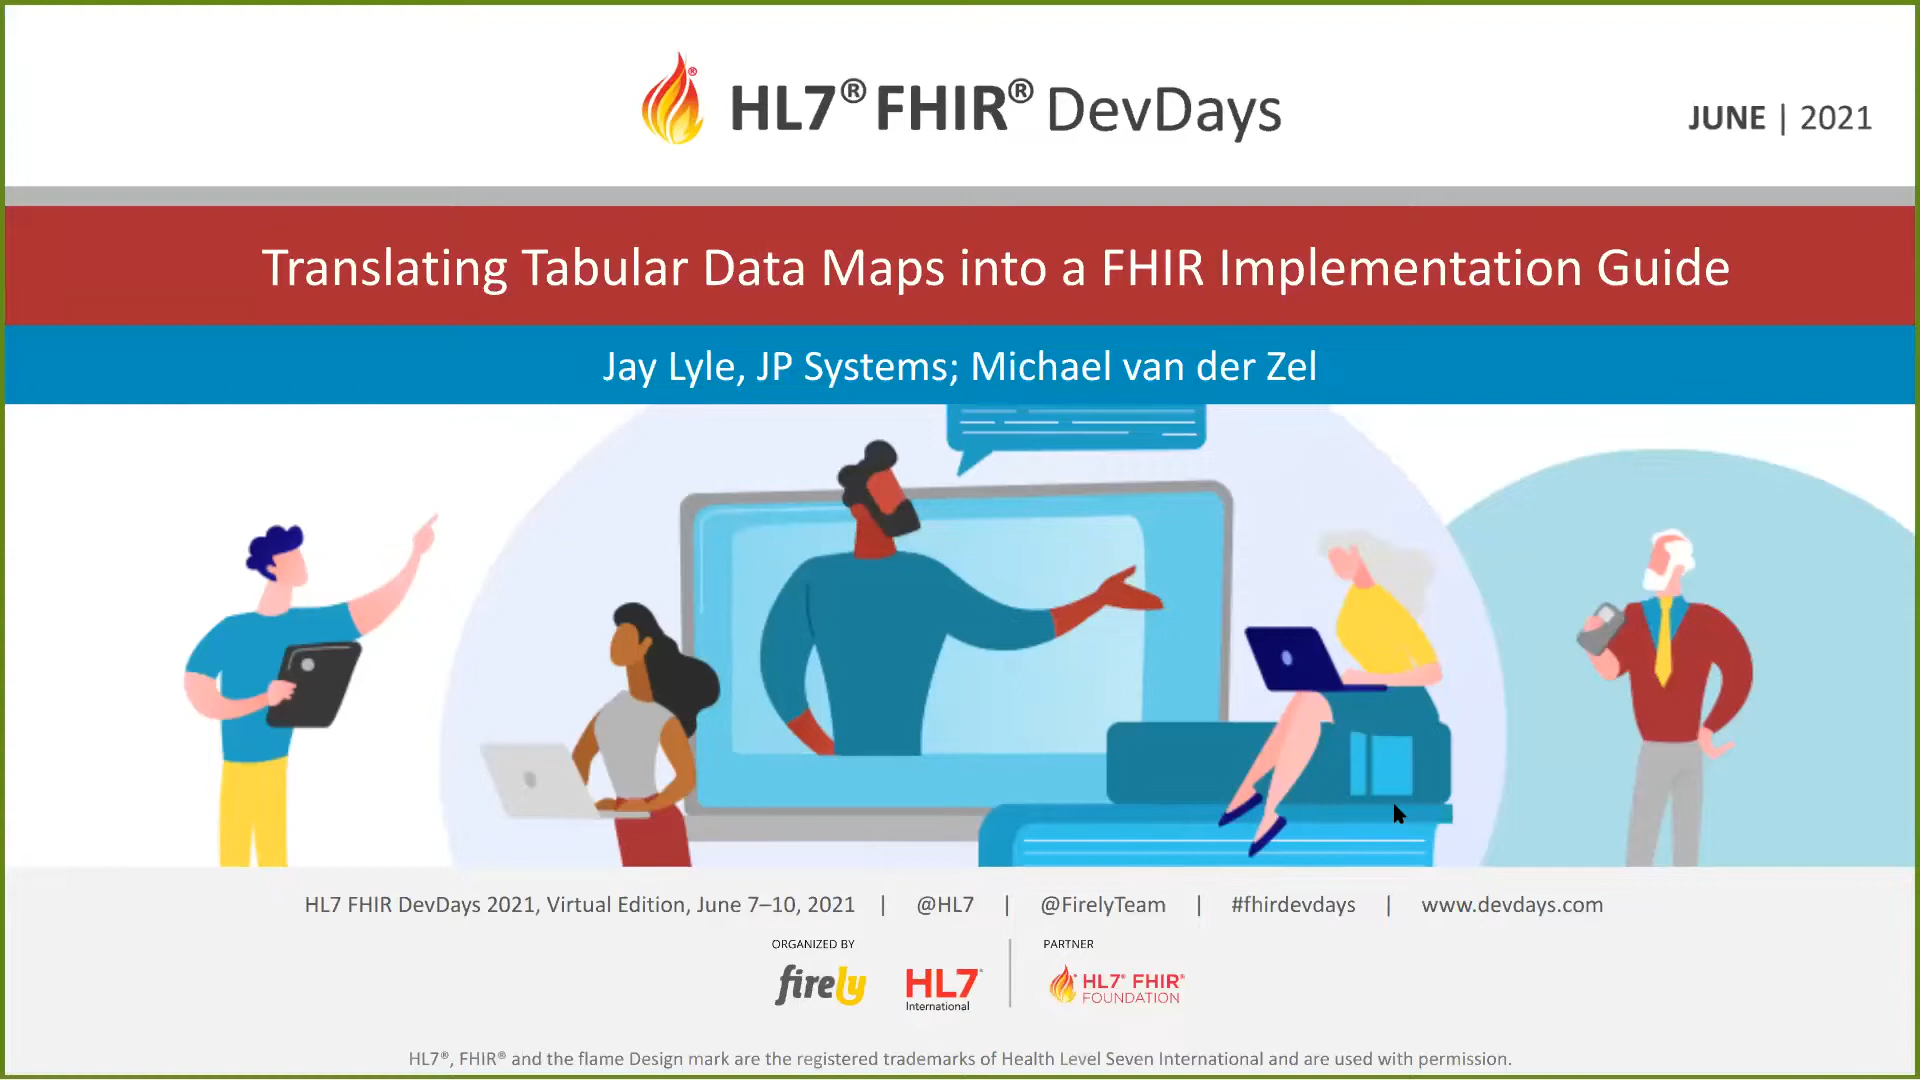 HL7® FHIR® DevDays
JUNE | 2021
Translating Tabular Data Maps into a FHIR Implementation Guide
Jay Lyle, JP Systems; Michael van der Zel
HL7 FHIR DevDays 2021, Virtual Edition, June 7–10, 2021 | @HL7 | @FirelyTeam | #fhirdevdays | www.devdays.com
ORGANIZED BY
PARTNER
firely
HL7®
International
HL7® FHIR®
FOUNDATION
HL7®, FHIR® and the flame Design mark are the registered trademarks of Health Level Seven International and are used with permission.